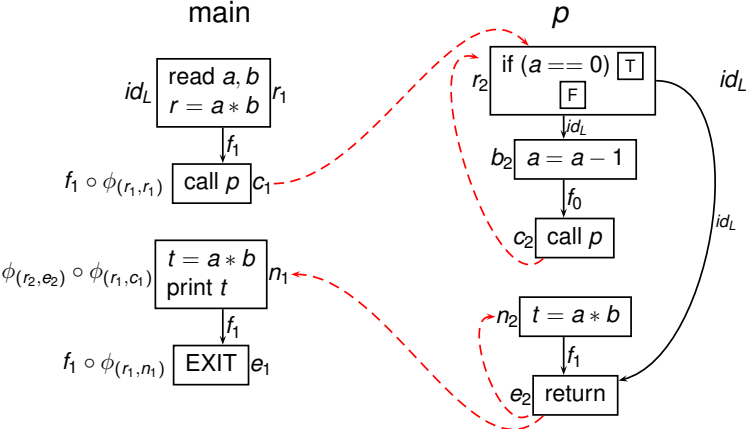 main
p
id_L
read a, b
r = a ∗ b
r_1
f_1
f_1 ∘ ϕ_(r_1,r_1)
call p
c_1
ϕ_(r_2,e_2) ∘ ϕ_(r_1,c_1)
t = a ∗ b
print t
n_1
f_1
f_1 ∘ ϕ_(r_1,n_1)
EXIT
e_1
r_2
if (a == 0) T
F
id_L
id_L
b_2
a = a − 1
f_0
id_L
c_2
call p
n_2
t = a ∗ b
f_1
e_2
return